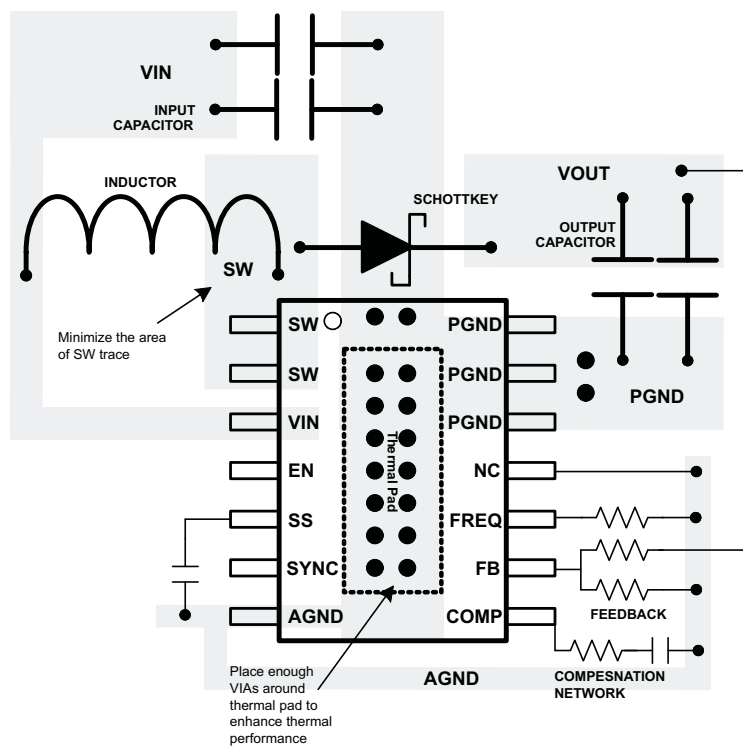 VIN
INPUT
CAPACITOR
INDUCTOR
SW
Minimize the area
of SW trace
SCHOTTKEY
VOUT
OUTPUT
CAPACITOR
SW
PGND
SW
PGND
PGND
VIN
PGND
EN
NC
SS
FREQ
SYNC
FB
AGND
COMP
Thermal Pad
FEEDBACK
COMPESNATION
NETWORK
AGND
Place enough
VIAs around
thermal pad to
enhance thermal
performance